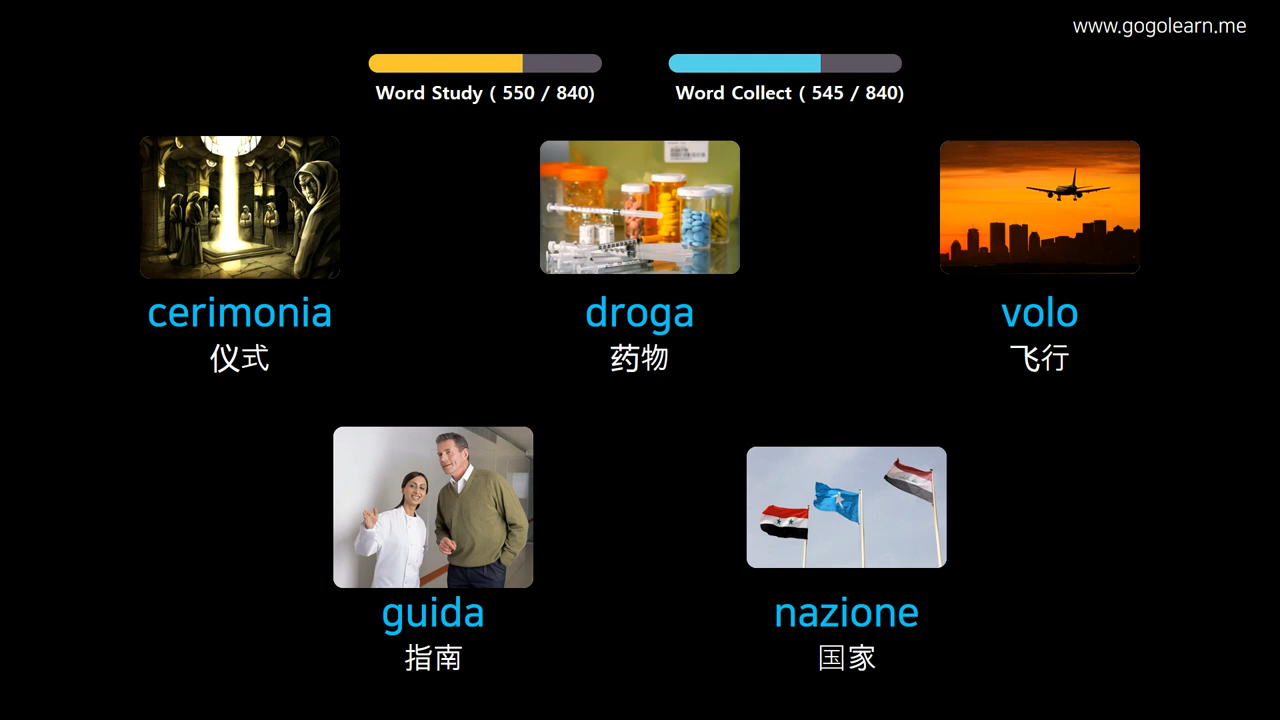 www.gogolearn.me
Word Study ( 550 / 840)
Word Collect ( 545 / 840)
cerimonia
仪式
droga
药物
volo
飞行
guida
指南
nazione
国家